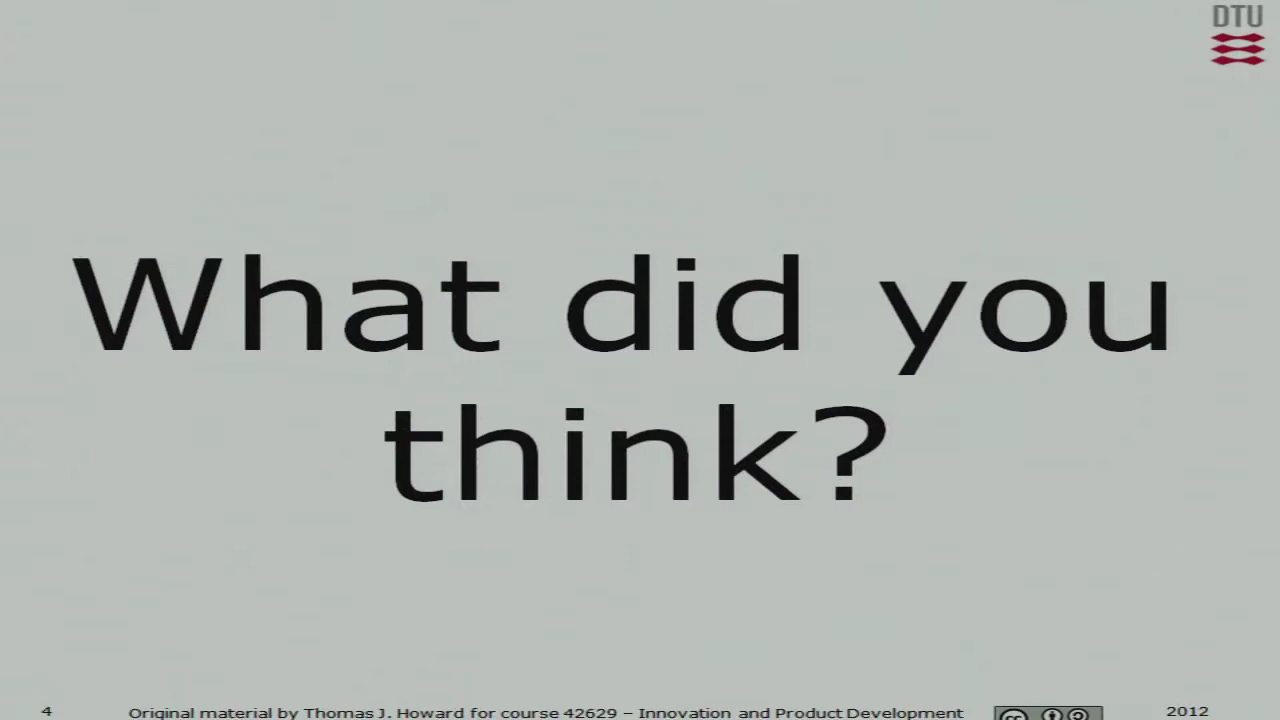 DTU
What did you
think?
4 Original material by Thomas J. Howard for course 42629 – Innovation and Product Development cc 2012